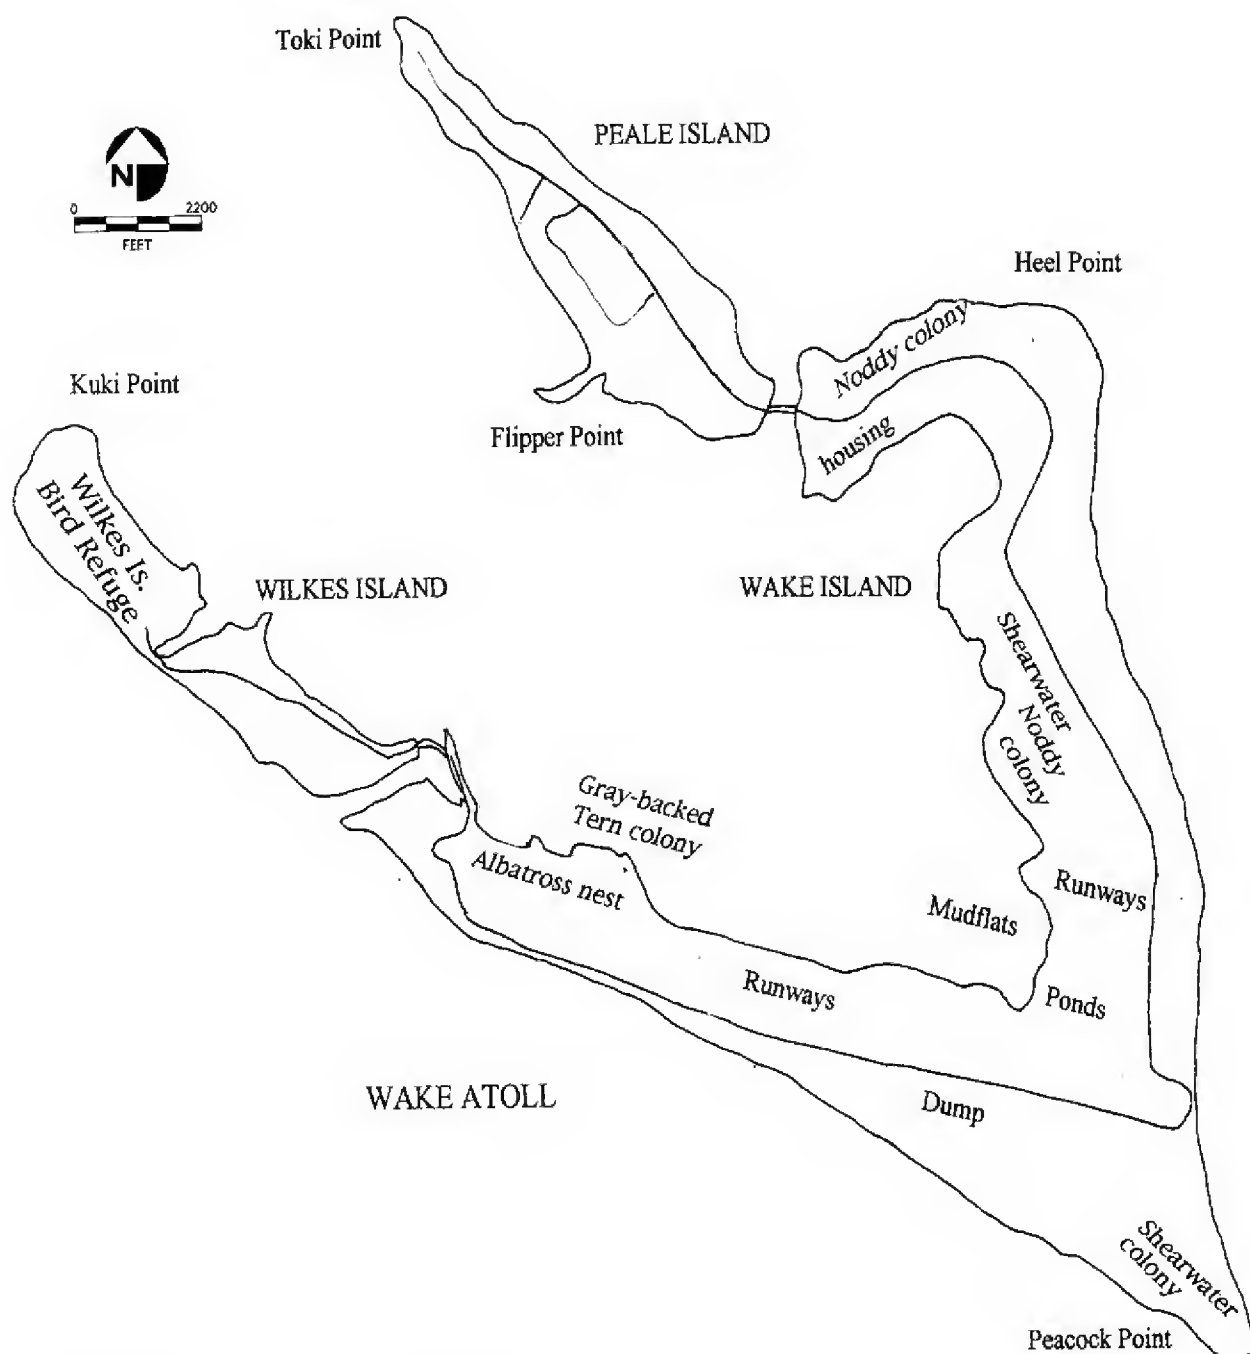 Toki Point
PEALE ISLAND
N
0 2200
FEET
Heel Point
Noddy colony
Kuki Point
Flipper Point
housing
Wilkes Is.
Bird Refuge
WILKES ISLAND
WAKE ISLAND
Shearwater
Noddy
colony
Gray-backed
Tern colony
Albatross nest
Runways
Mudflats
Runways
Ponds
WAKE ATOLL
Dump
Shearwater
colony
Peacock Point